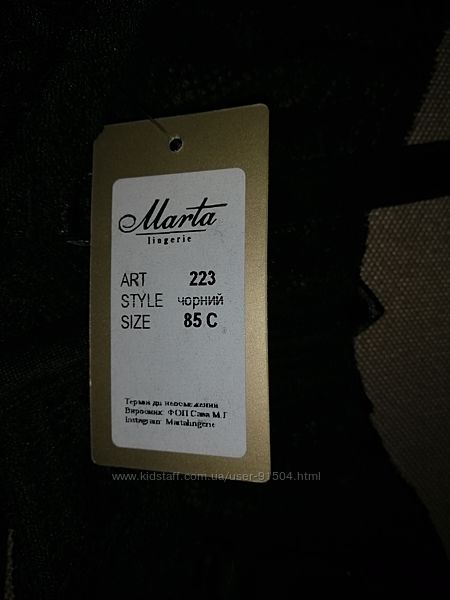 Marta
lingerie
ART 223
STYLE чорний
SIZE 85 C
Термін дії необмежений
Виробник: ФОП Сава М.Г
Instagram: Martalingerie
www.kidstaff.com.ua/user-91504.html